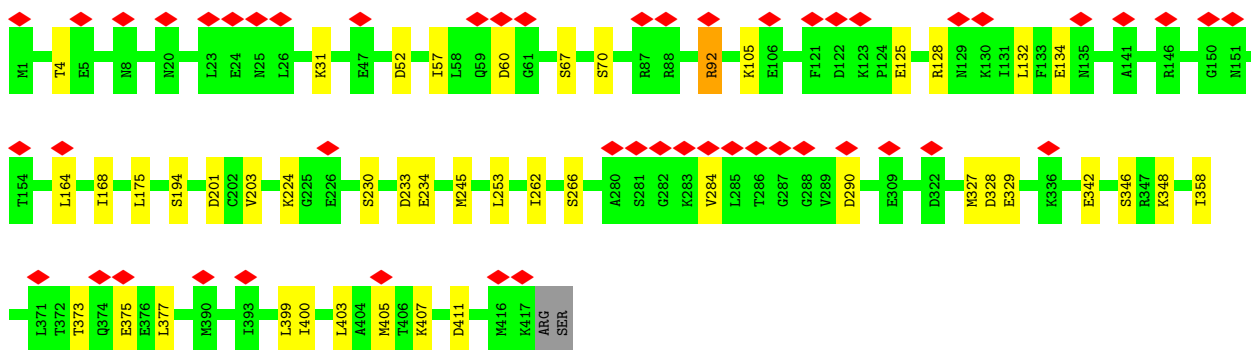 M1 T4 E5 N8 N20 L23 E24 N25 L26 K31 E47 D52 I57 L58 Q59 D60 G61 S67 S70 R87 R88 R92 K105 E106 F121 D122 K123 P124 E125 R128 N129 K130 I131 L132 F133 E134 N135 A141 R146 G150 N151
T154 L164 I168 L175 S194 D201 C202 V203 K224 G225 E226 S230 D233 E234 M245 L253 I262 S266 A280 S281 G282 K283 V284 L285 T286 G287 G288 V289 D290 E309 D322 M327 D328 E329 K336 E342 S346 R347 K348 I358
L371 T372 T373 Q374 E375 E376 L377 M390 I393 L399 I400 L403 A404 M405 T406 K407 D411 M416 K417 ARG SER